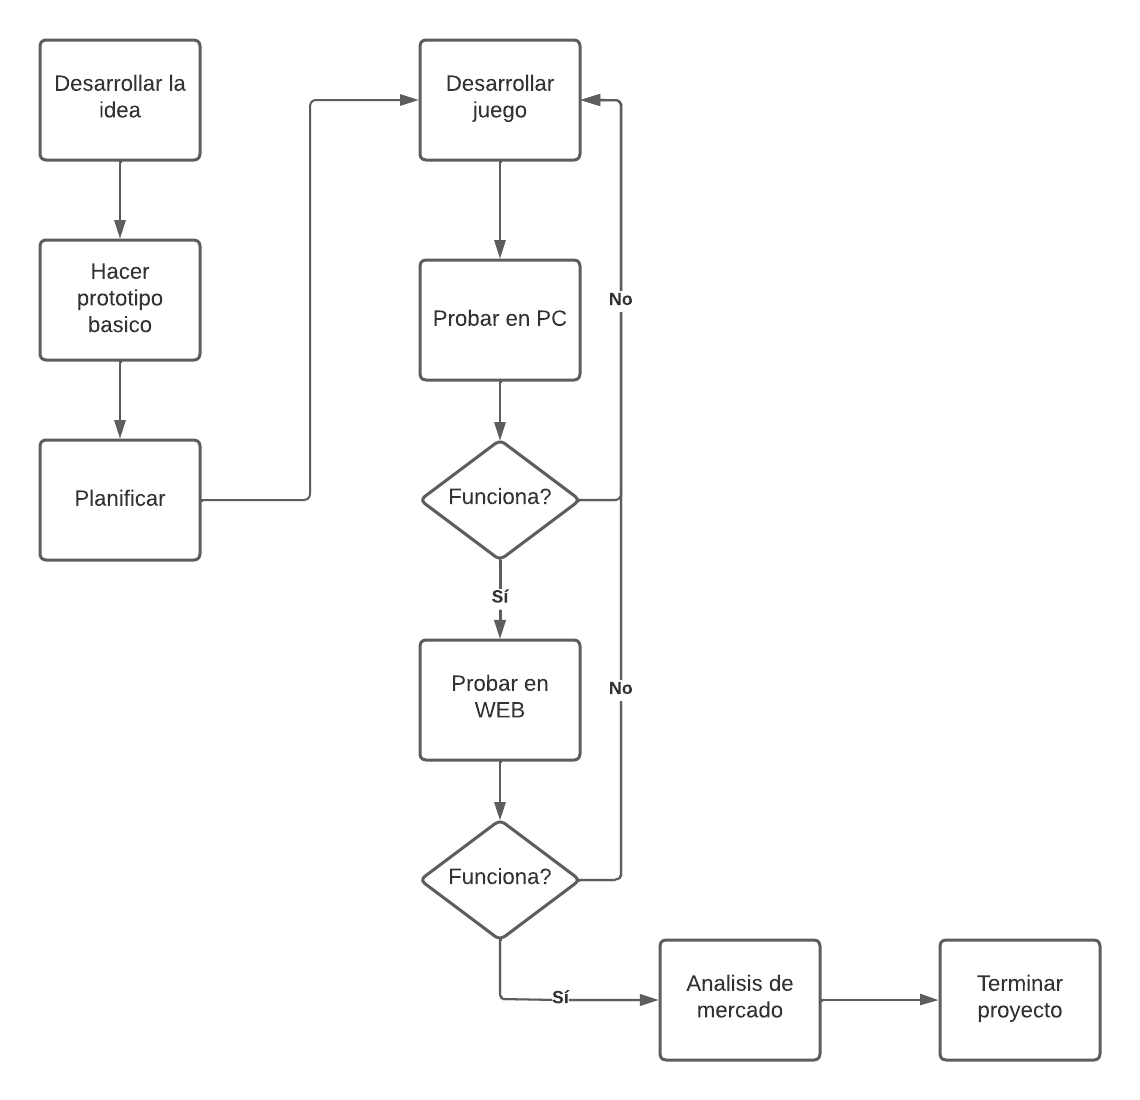 Desarrollar la
idea
Hacer
prototipo
basico
Planificar
Desarrollar
juego
Probar en PC
No
Funciona?
Sí
Probar en
WEB
No
Funciona?
Sí
Analisis de
mercado
Terminar
proyecto